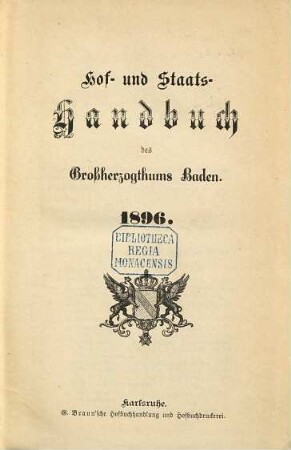 Hof- und Staats-
Handbuch
des
Großherzogthums Baden.
1896.
BIBLIOTHECA
REGIA
MONACENSIS
Karlsruhe.
G. Braun'sche Hofbuchhandlung und Hofbuchdruckerei.